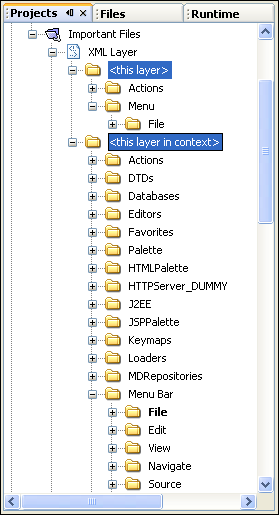 Projects Files Runtime
Important Files
XML Layer
<this layer>
Actions
Menu
File
<this layer in context>
Actions
DTDs
Databases
Editors
Favorites
Palette
HTMLPalette
HTTPServer_DUMMY
J2EE
JSPPalette
Keymaps
Loaders
MDRepositories
Menu Bar
File
Edit
View
Navigate
Source